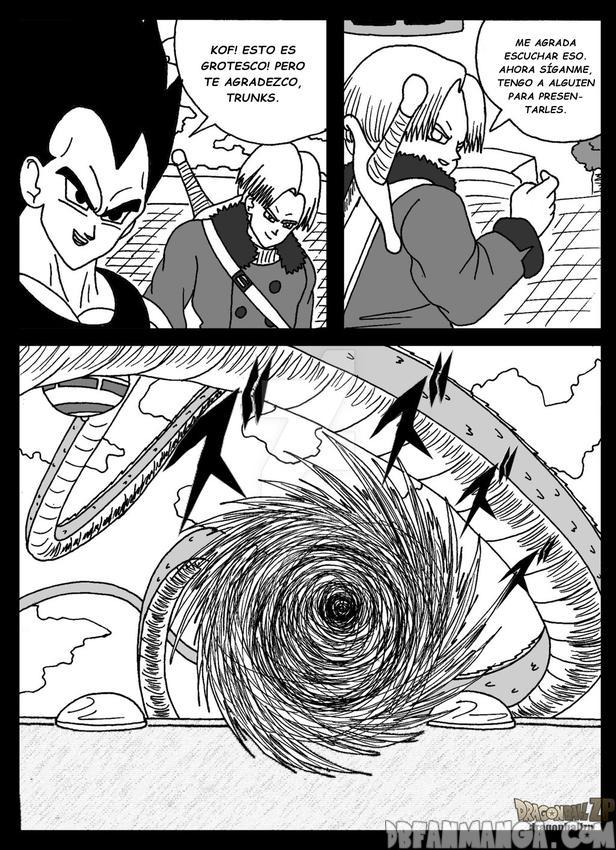 KOF! ESTO ES
GROTESCO! PERO
TE AGRADEZCO,
TRUNKS.
ME AGRADA
ESCUCHAR ESO.
AHORA SÍGANME,
TENGO A ALGUIEN
PARA PRESEN-
TARLES.
DRAGONBALL ZP
DBFANMANGA.COM